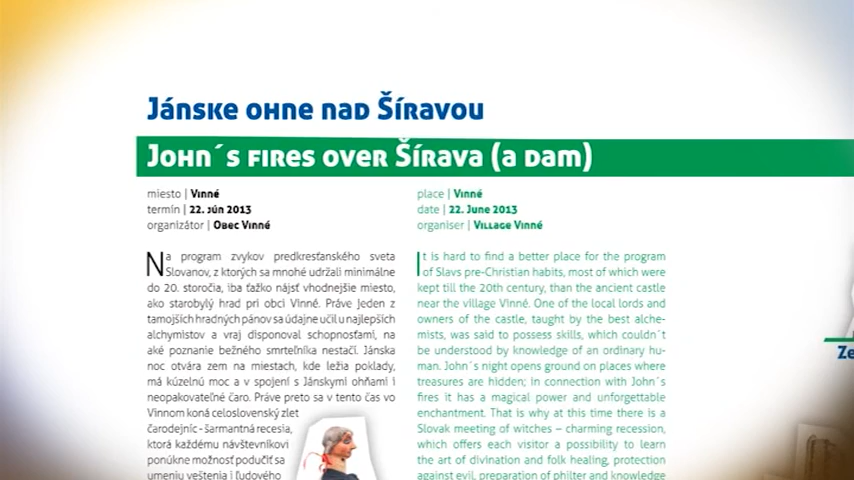 Jánske ohne nad Šíravou
John´s fires over Šírava (a dam)
miesto | Vinné
termín | 22. jún 2013
organizátor | Obec Vinné
Na program zvykov predkresťanského sveta
Slovanov, z ktorých sa mnohé udržali minimálne
do 20. storočia, iba ťažko nájsť vhodnejšie miesto,
ako starobylý hrad pri obci Vinné. Práve jeden z
tamojších hradných pánov sa údajne učil u najlepších
alchymistov a vraj disponoval schopnosťami, na
aké poznanie bežného smrteľníka nestačí. Jánska
noc otvára zem na miestach, kde ležia poklady,
má kúzelnú moc a v spojení s Jánskymi ohňami i
neopakovateľné čaro. Práve preto sa v tento čas vo
Vinnom koná celoslovenský zlet
čarodejníc - šarmantná recesia,
ktorá každému návštevníkovi
ponúkne možnosť podučiť sa
umeniu veštenia i ľudového
place | Vinné
date | 22. June 2013
organiser | Village Vinné
It is hard to find a better place for the program
of Slavs pre-Christian habits, most of which were
kept till the 20th century, than the ancient castle
near the village Vinné. One of the local lords and
owners of the castle, taught by the best alche-
mists, was said to possess skills, which couldn´t
be understood by knowledge of an ordinary hu-
man. John´s night opens ground on places where
treasures are hidden; in connection with John´s
fires it has a magical power and unforgettable
enchantment. That is why at this time there is a
Slovak meeting of witches – charming recession,
which offers each visitor a possibility to learn
the art of divination and folk healing, protection
against evil, preparation of philter and knowledge
Ze